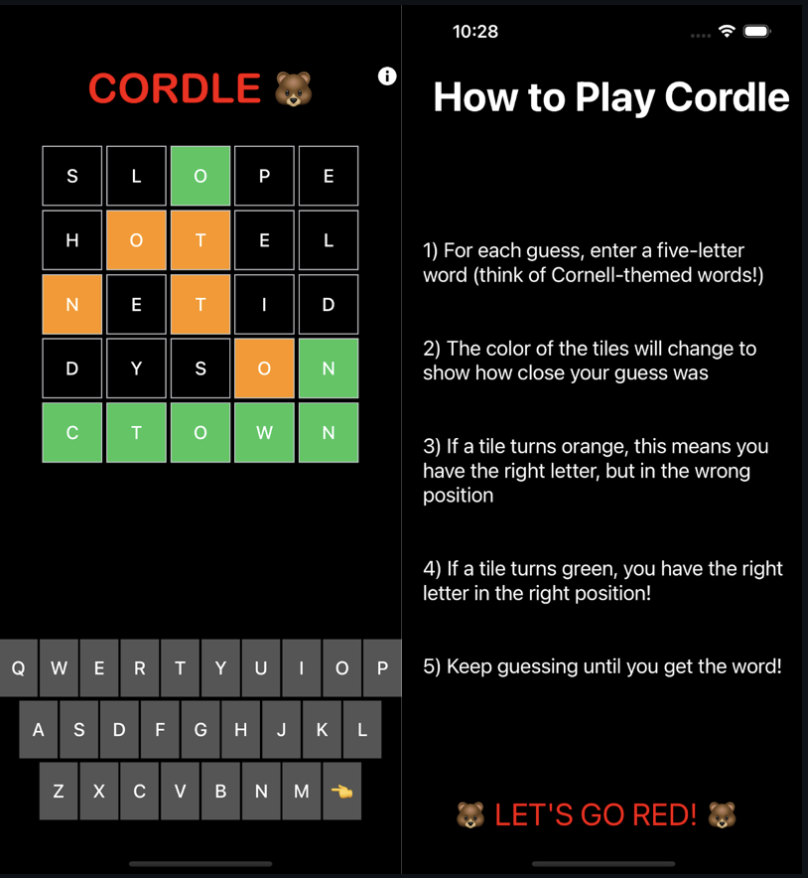 CORDLE 🐻
S L O P E
H O T E L
N E T I D
D Y S O N
C T O W N
Q W E R T Y U I O P
A S D F G H J K L
Z X C V B N M 👈
10:28
How to Play Cordle
1) For each guess, enter a five-letter
word (think of Cornell-themed words!)
2) The color of the tiles will change to
show how close your guess was
3) If a tile turns orange, this means you
have the right letter, but in the wrong
position
4) If a tile turns green, you have the right
letter in the right position!
5) Keep guessing until you get the word!
🐻 LET'S GO RED! 🐻